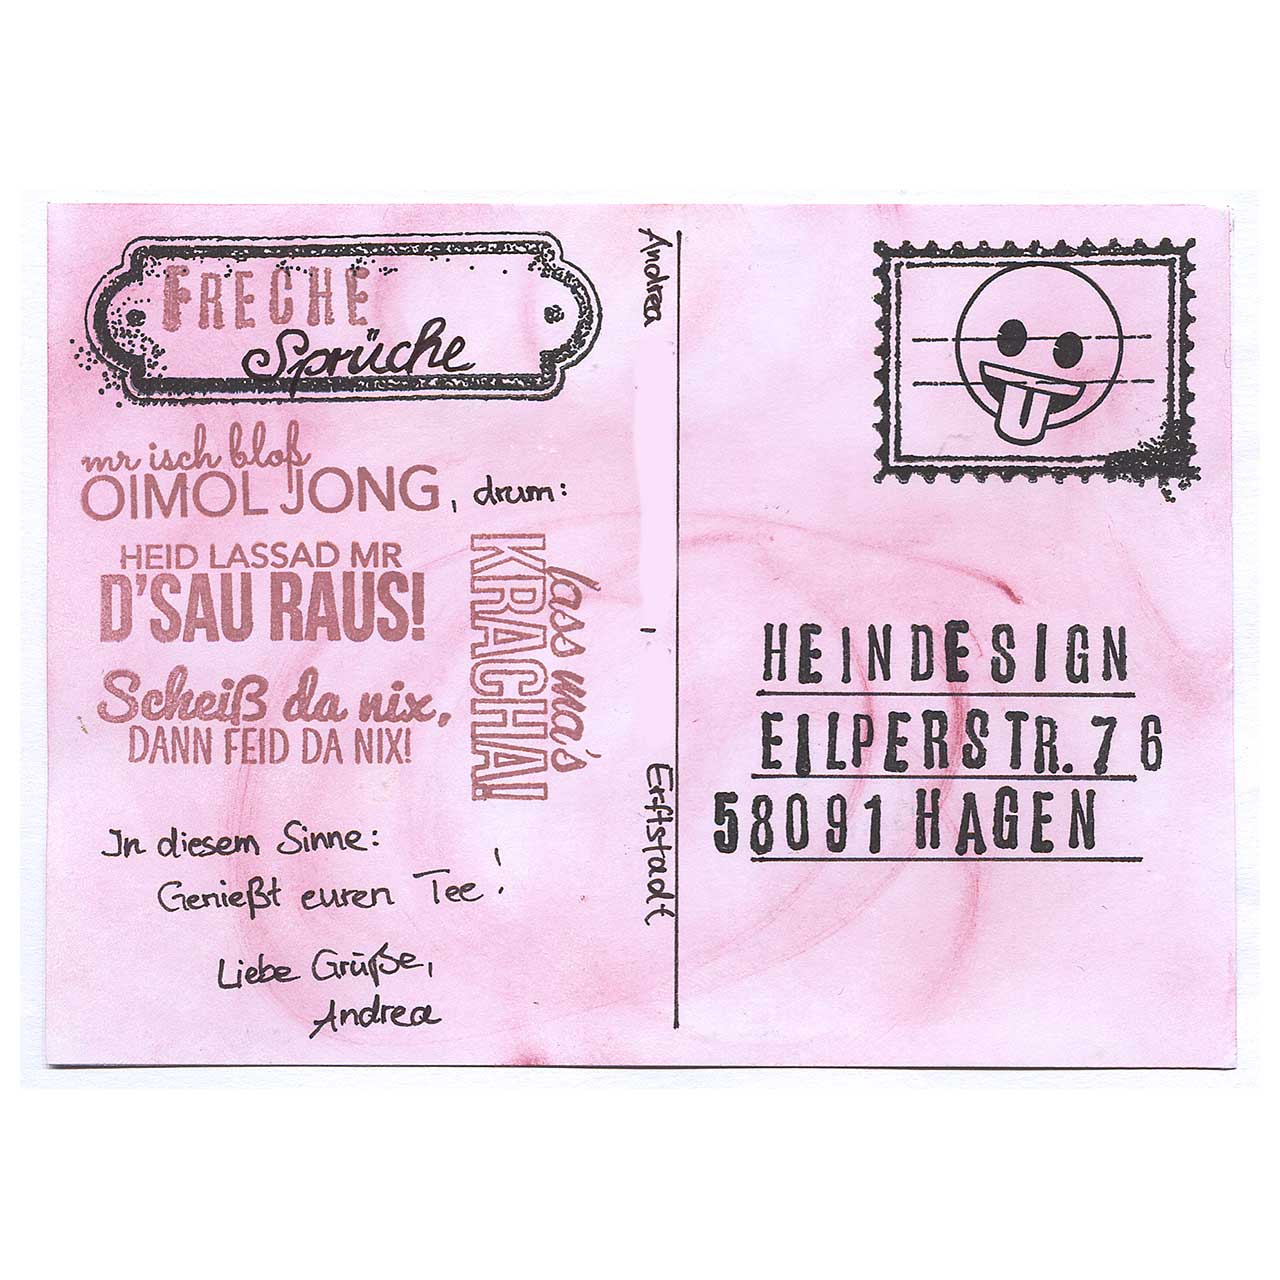 FRECHE
Sprüche
mr isch bloß
OIMOL JONG, drum:
HEID LASSAD MR
D'SAU RAUS!
Scheiß da nix,
DANN FEID DA NIX!
lass ma's
KRACHA!
In diesem Sinne:
Genießt euren Tee!
Liebe Grüße,
Andrea
Andrea
Erftstadt
HEINDESIGN
EILPERSTR. 76
58091 HAGEN